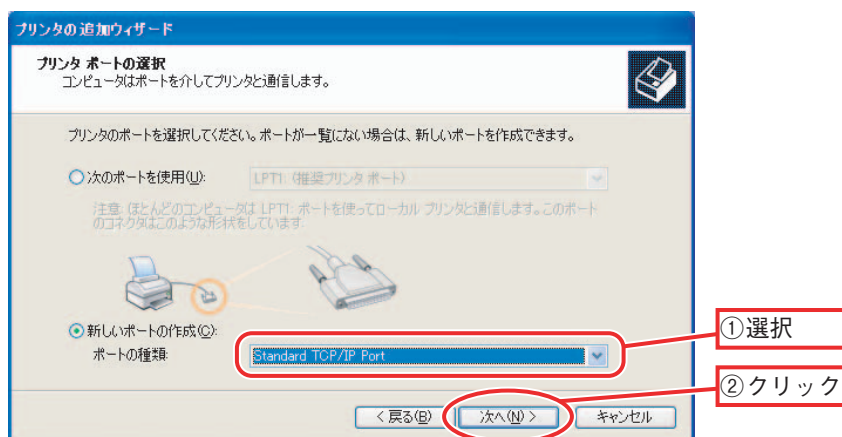 プリンタの追加ウィザード
プリンタ ポートの選択
コンピュータはポートを介してプリンタと通信します。
プリンタのポートを選択してください。ポートが一覧にない場合は、新しいポートを作成できます。
次のポートを使用(U):
LPT1: (推奨プリンタ ポート)
注意: ほとんどのコンピュータは LPT1: ポートを使ってローカル プリンタと通信します。このポート
のコネクタはこのような形状をしています:
新しいポートの作成(C):
ポートの種類:
Standard TCP/IP Port
①選択
②クリック
< 戻る(B)
次へ(N) >
キャンセル